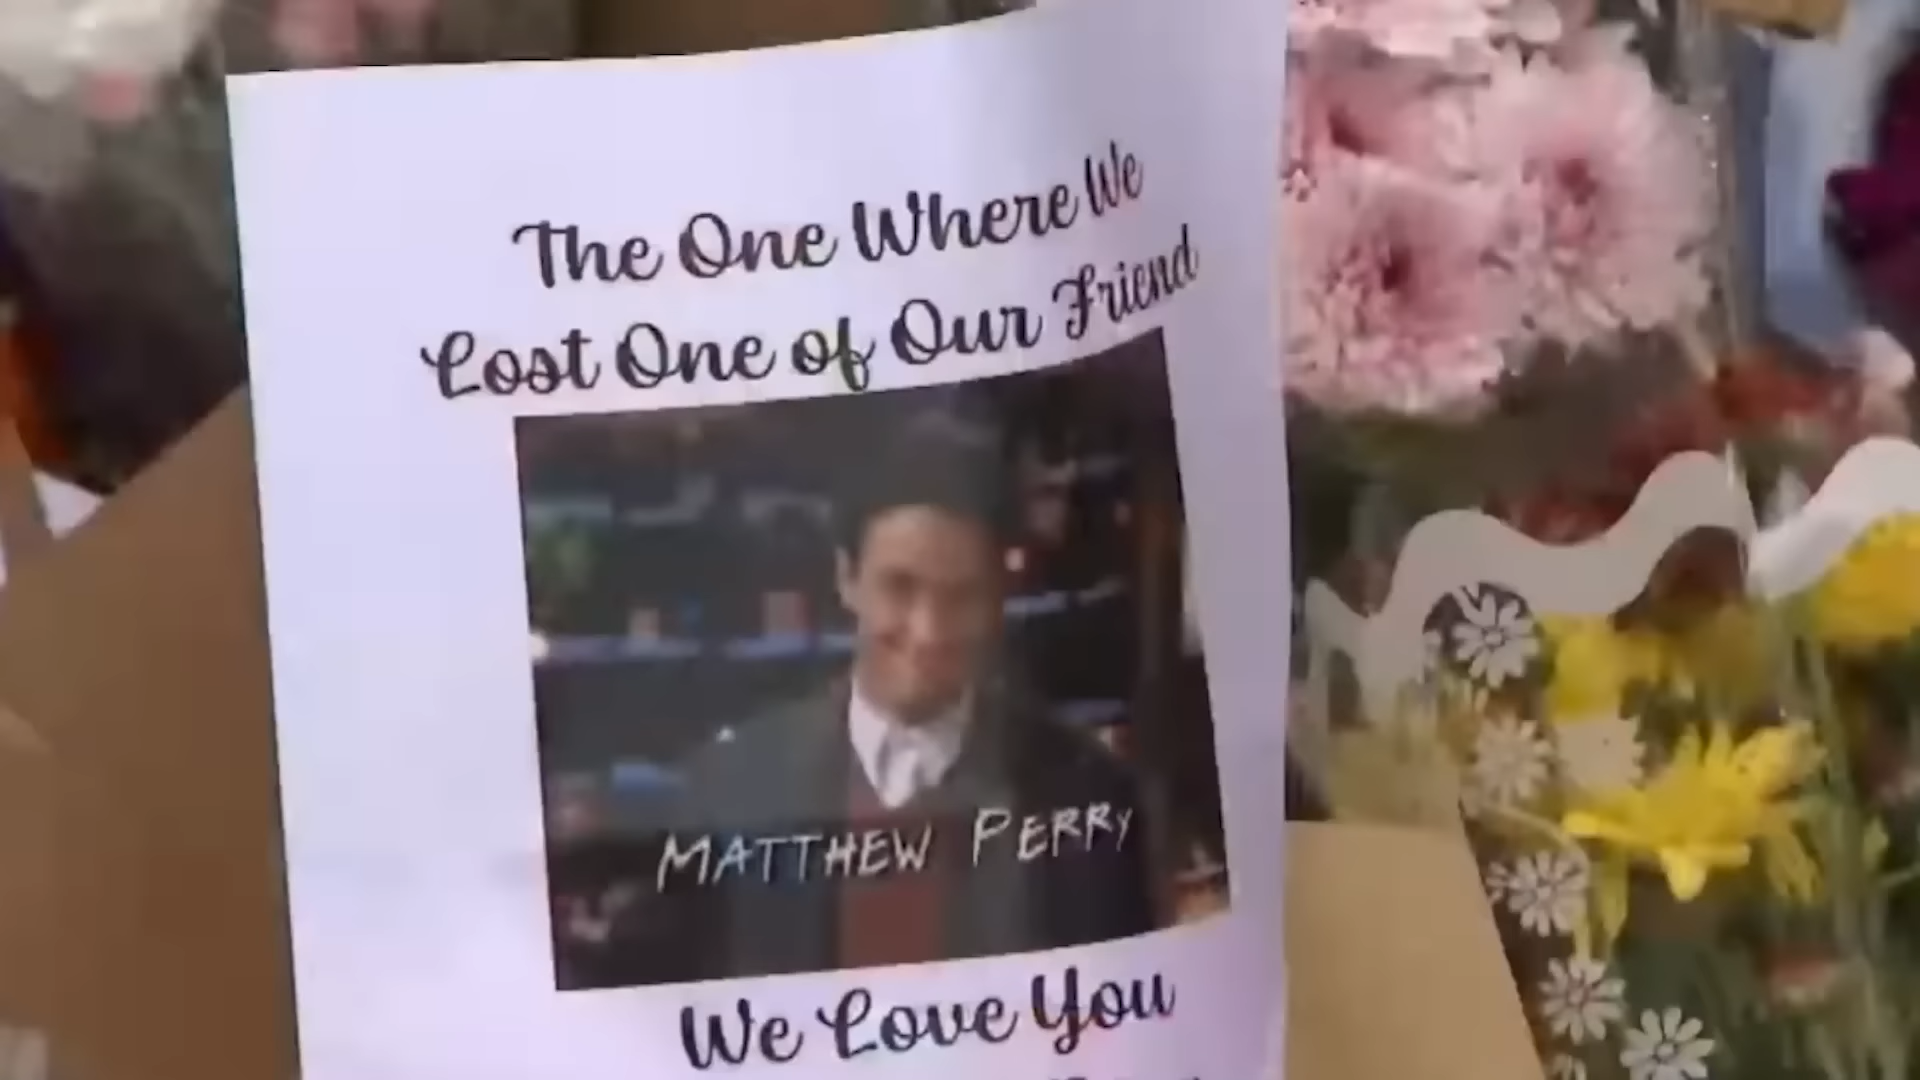 The One Where We
Lost One of Our Friend
MATTHEW PERRY
We Love You